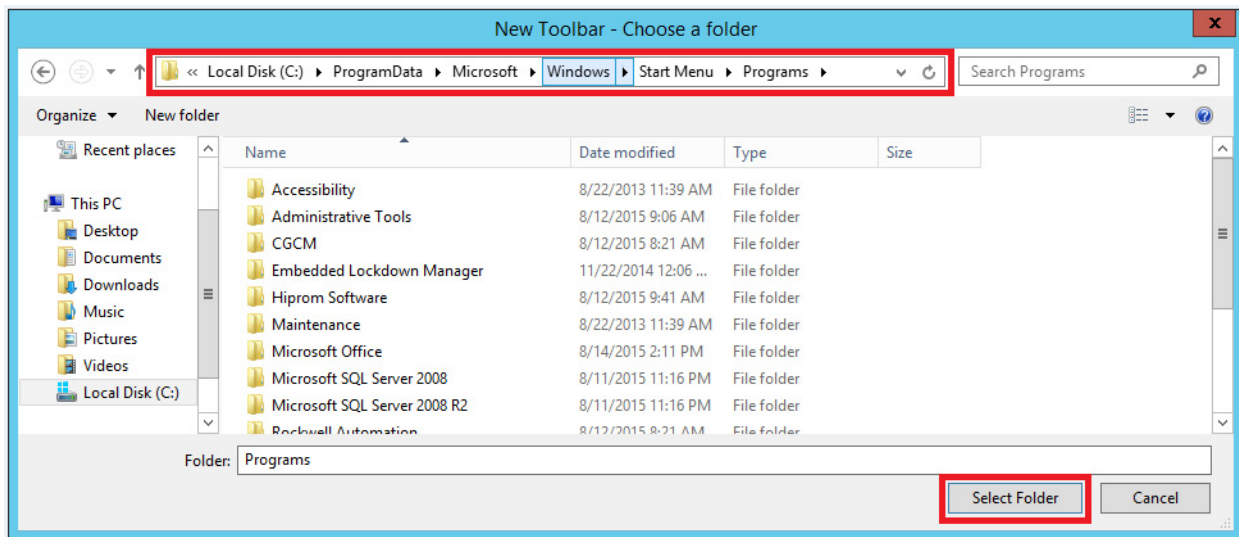 New Toolbar - Choose a folder
x
« Local Disk (C:) Programdata Microsoft Windows Start Menu Programs
Search Programs
Organize New folder
Recent places
This PC
Desktop
Documents
Downloads
Music
Pictures
Videos
Local Disk (C:)
Name Date modified Type Size
Accessibility 8/22/2013 11:39 AM File folder
Administrative Tools 8/12/2015 9:06 AM File folder
CGCM 8/12/2015 8:21 AM File folder
Embedded Lockdown Manager 11/22/2014 12:06 ... File folder
Hiprom Software 8/12/2015 9:41 AM File folder
Maintenance 8/22/2013 11:39 AM File folder
Microsoft Office 8/14/2015 2:11 PM File folder
Microsoft SQL Server 2008 8/11/2015 11:16 PM File folder
Microsoft SQL Server 2008 R2 8/11/2015 11:16 PM File folder
Rockwell Automation 8/12/2015 8:21 AM File folder
Folder: Programs
Select Folder Cancel